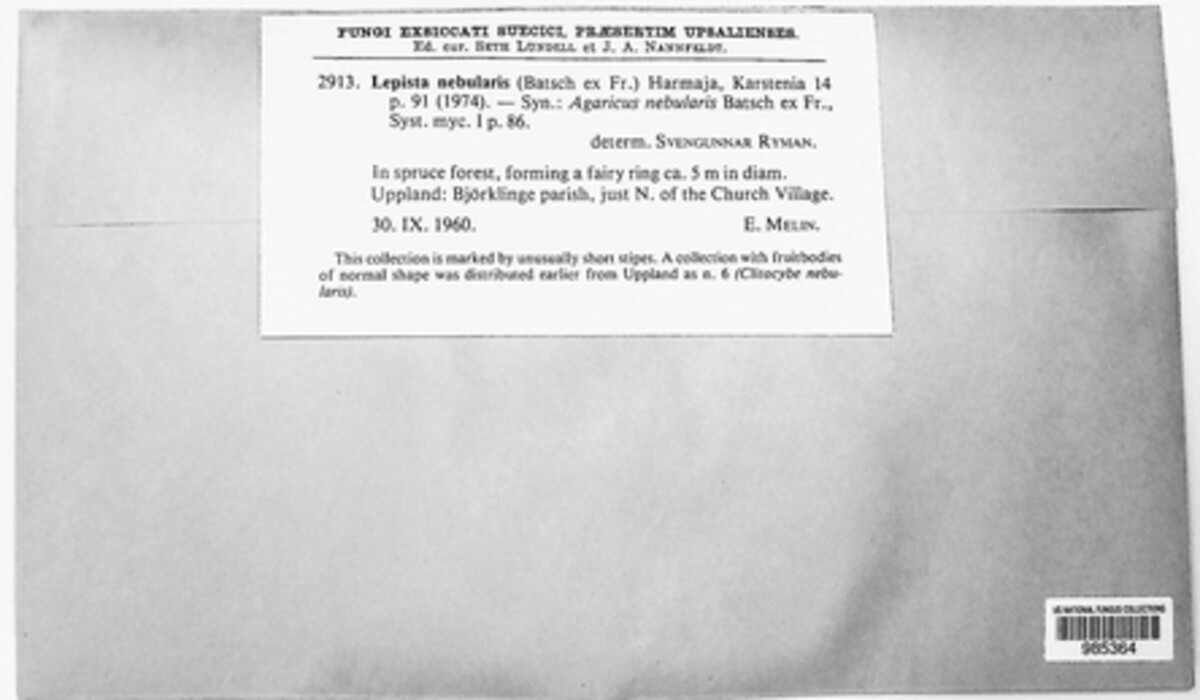 FUNGI EXSICCATI SUECICI, PRÆSERTIM UPSALIENSES.
Ed. cur. SETH LUNDELL et J. A. NANNFELDT.
2913. Lepista nebularis (Batsch ex Fr.) Harmaja, Karstenia 14
p. 91 (1974). — Syn.: Agaricus nebularis Batsch ex Fr.,
Syst. myc. I p. 86.
determ. SVENGUNNAR RYMAN.
In spruce forest, forming a fairy ring ca. 5 m in diam.
Uppland: Björklinge parish, just N. of the Church Village.
30. IX. 1960. E. MELIN.
This collection is marked by unusually short stipes. A collection with fruitbodies
of normal shape was distributed earlier from Uppland as n. 6 (Clitocybe nebu-
laris).
US NATIONAL FUNGUS COLLECTIONS
985364